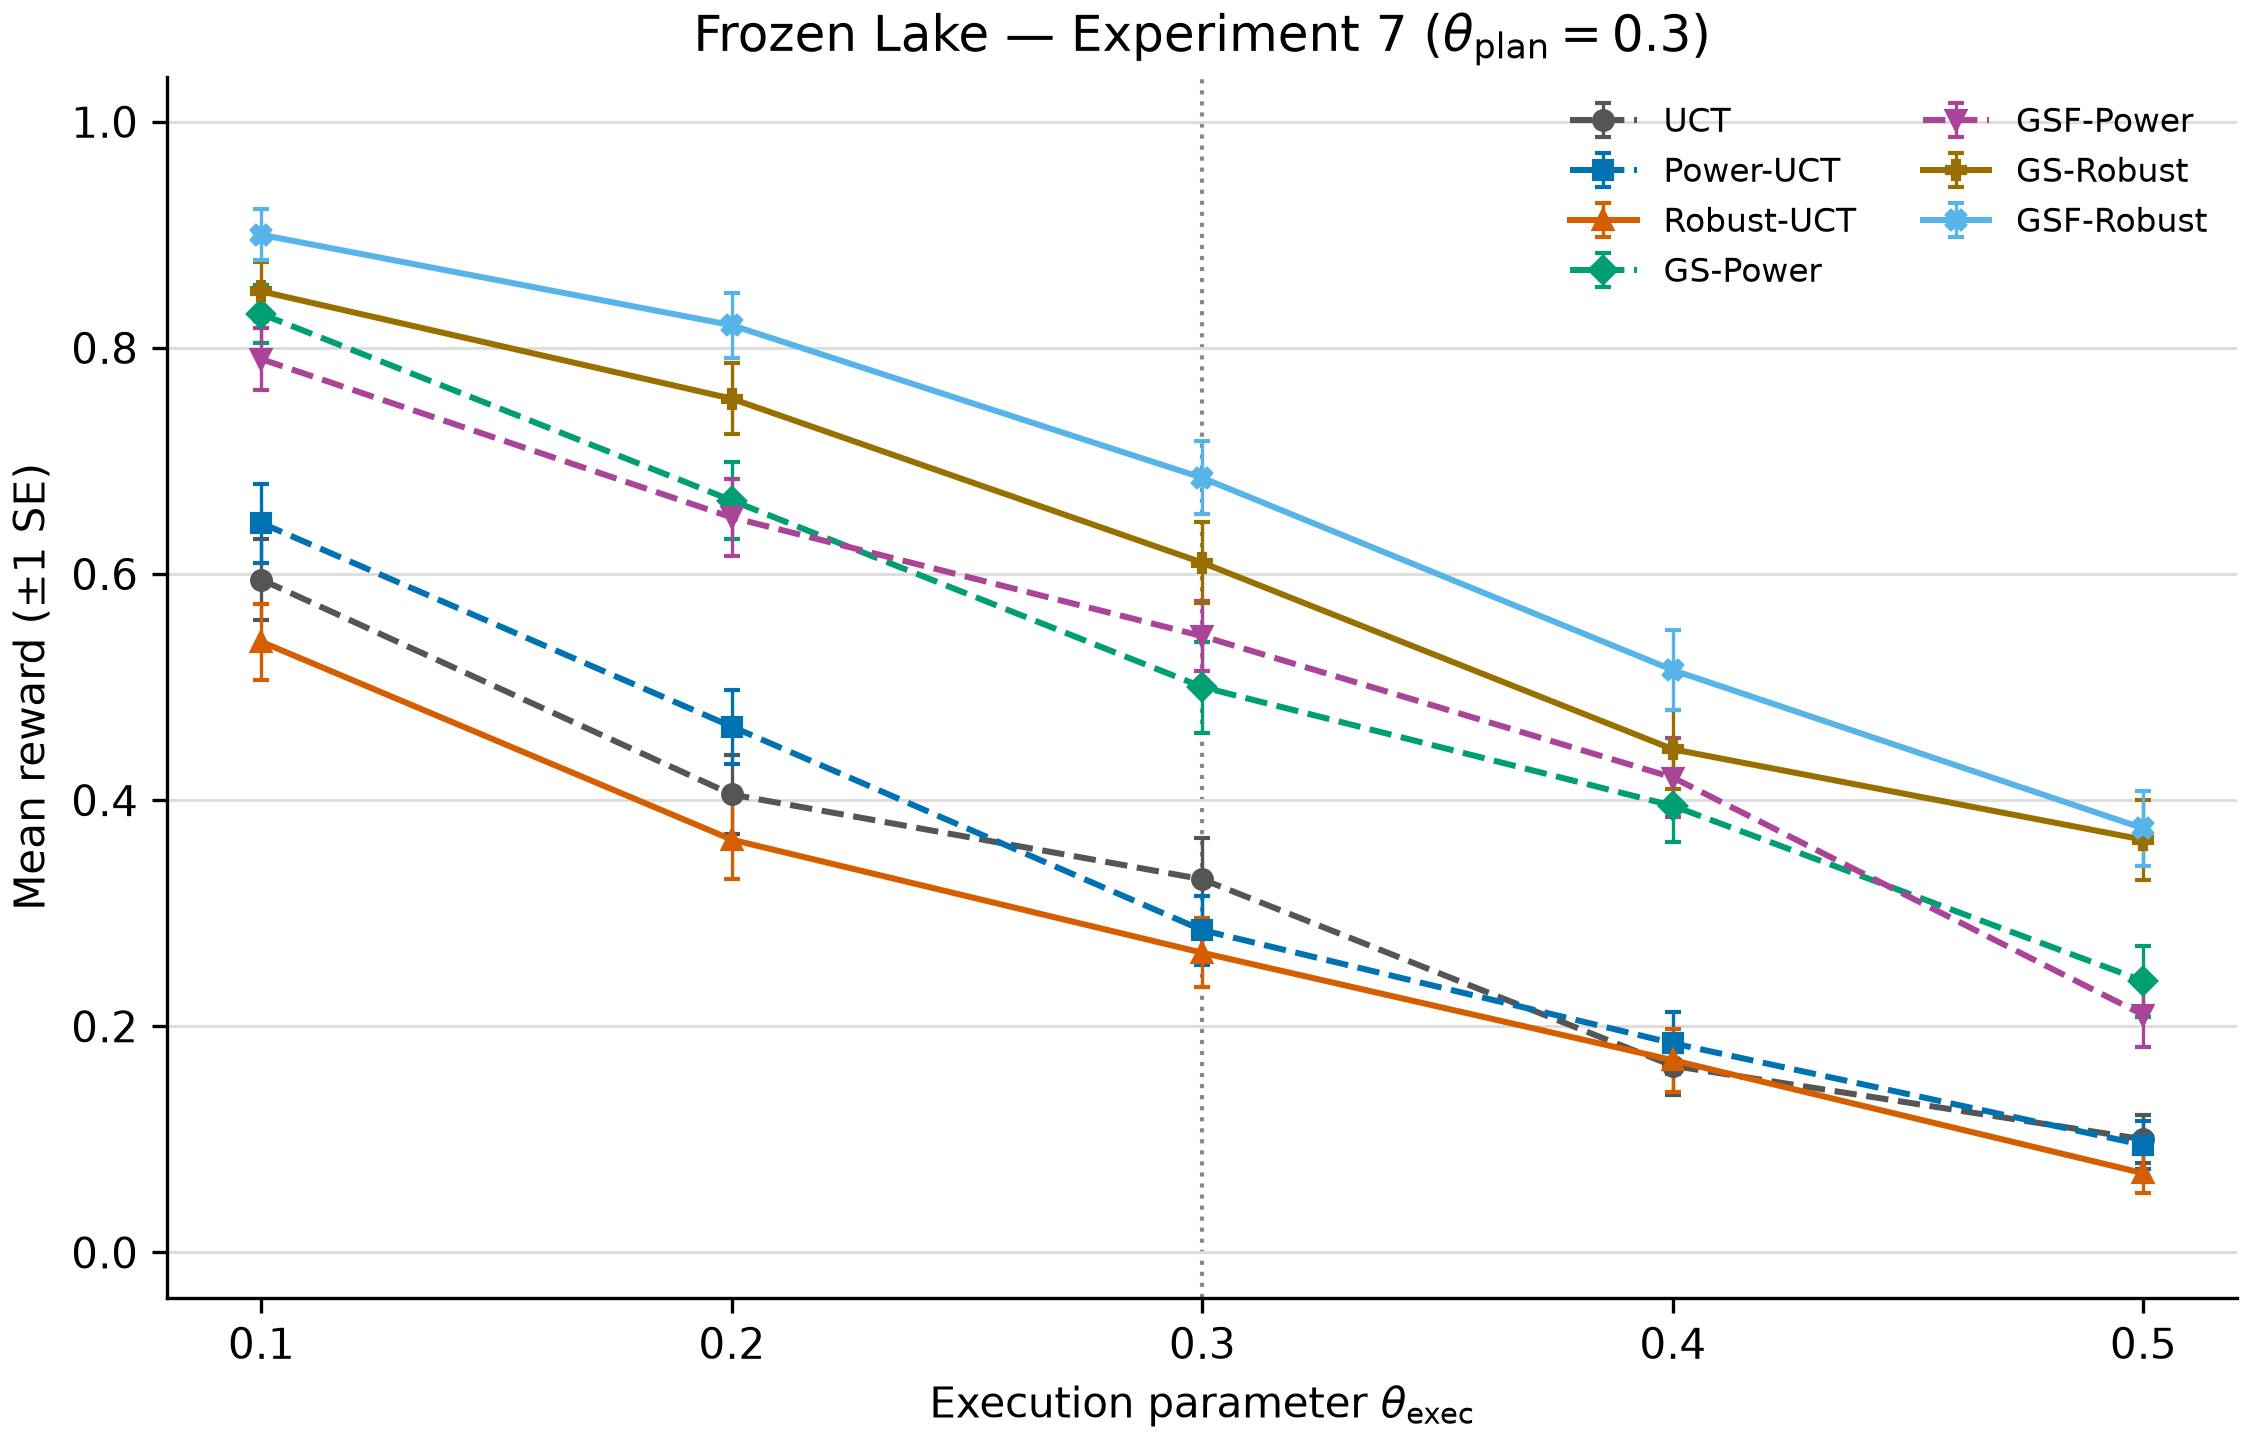 Frozen Lake — Experiment 7 (θplan = 0.3)
UCT
Power-UCT
Robust-UCT
GS-Power
GSF-Power
GS-Robust
GSF-Robust
Mean reward (±1 SE)
1.0
0.8
0.6
0.4
0.2
0.0
0.1 0.2 0.3 0.4 0.5
Execution parameter θexec